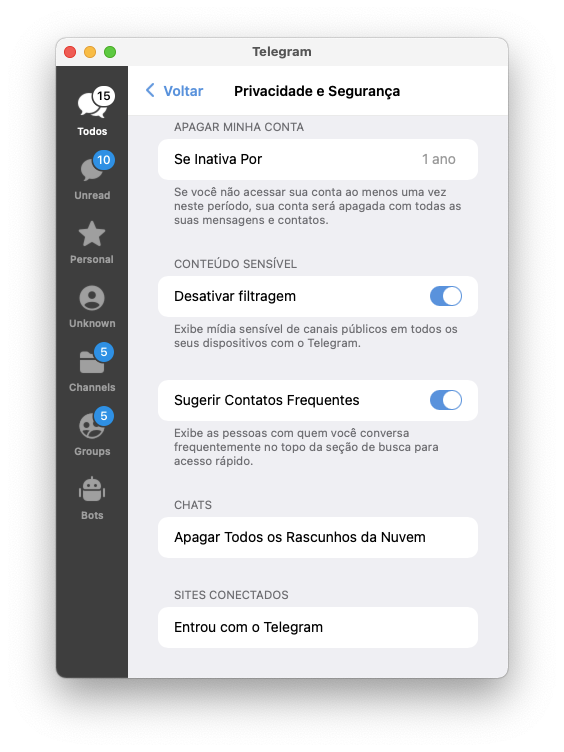 Telegram
15
Todos
10
Unread
Personal
Unknown
5
Channels
5
Groups
Bots
Voltar
Privacidade e Segurança
APAGAR MINHA CONTA
Se Inativa Por
1 ano
Se você não acessar sua conta ao menos uma vez
neste período, sua conta será apagada com todas as
suas mensagens e contatos.
CONTEÚDO SENSÍVEL
Desativar filtragem
Exibe mídia sensível de canais públicos em todos os
seus dispositivos com o Telegram.
Sugerir Contatos Frequentes
Exibe as pessoas com quem você conversa
frequentemente no topo da seção de busca para
acesso rápido.
CHATS
Apagar Todos os Rascunhos da Nuvem
SITES CONECTADOS
Entrou com o Telegram